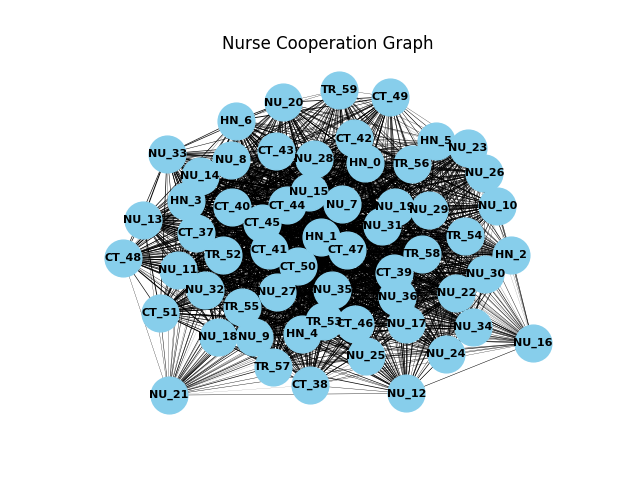 Nurse Cooperation Graph
TR_59
CT_49
NU_20
HN_6
CT_42
HN_5
NU_23
CT_43
NU_33
NU_28
NU_8
HN_0
TR_56
NU_26
NU_14
NU_15
HN_3
NU_7
CT_44
CT_40
NU_19
NU_29
NU_10
NU_13
CT_45
NU_31
CT_37
HN_1
TR_54
CT_41
CT_47
TR_52
TR_58
HN_2
CT_48
CT_50
NU_11
CT_39
NU_30
NU_32
NU_27
NU_35
NU_22
NU_36
TR_55
CT_51
TR_53
CT_46
NU_17
NU_34
HN_4
NU_18
NU_9
NU_16
NU_25
NU_24
TR_57
CT_38
NU_12
NU_21